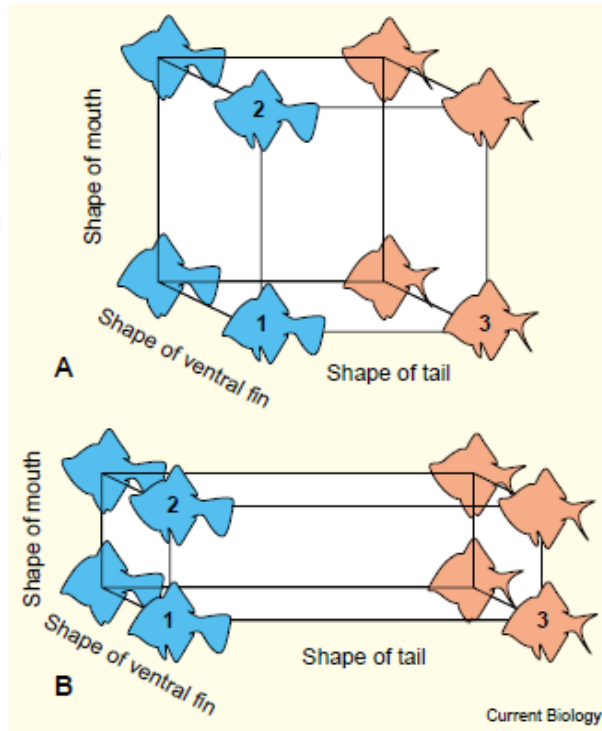 2
Shape of mouth
1
3
Shape of ventral fin
Shape of tail
A
2
Shape of mouth
1
3
Shape of ventral fin
Shape of tail
B
Current Biology